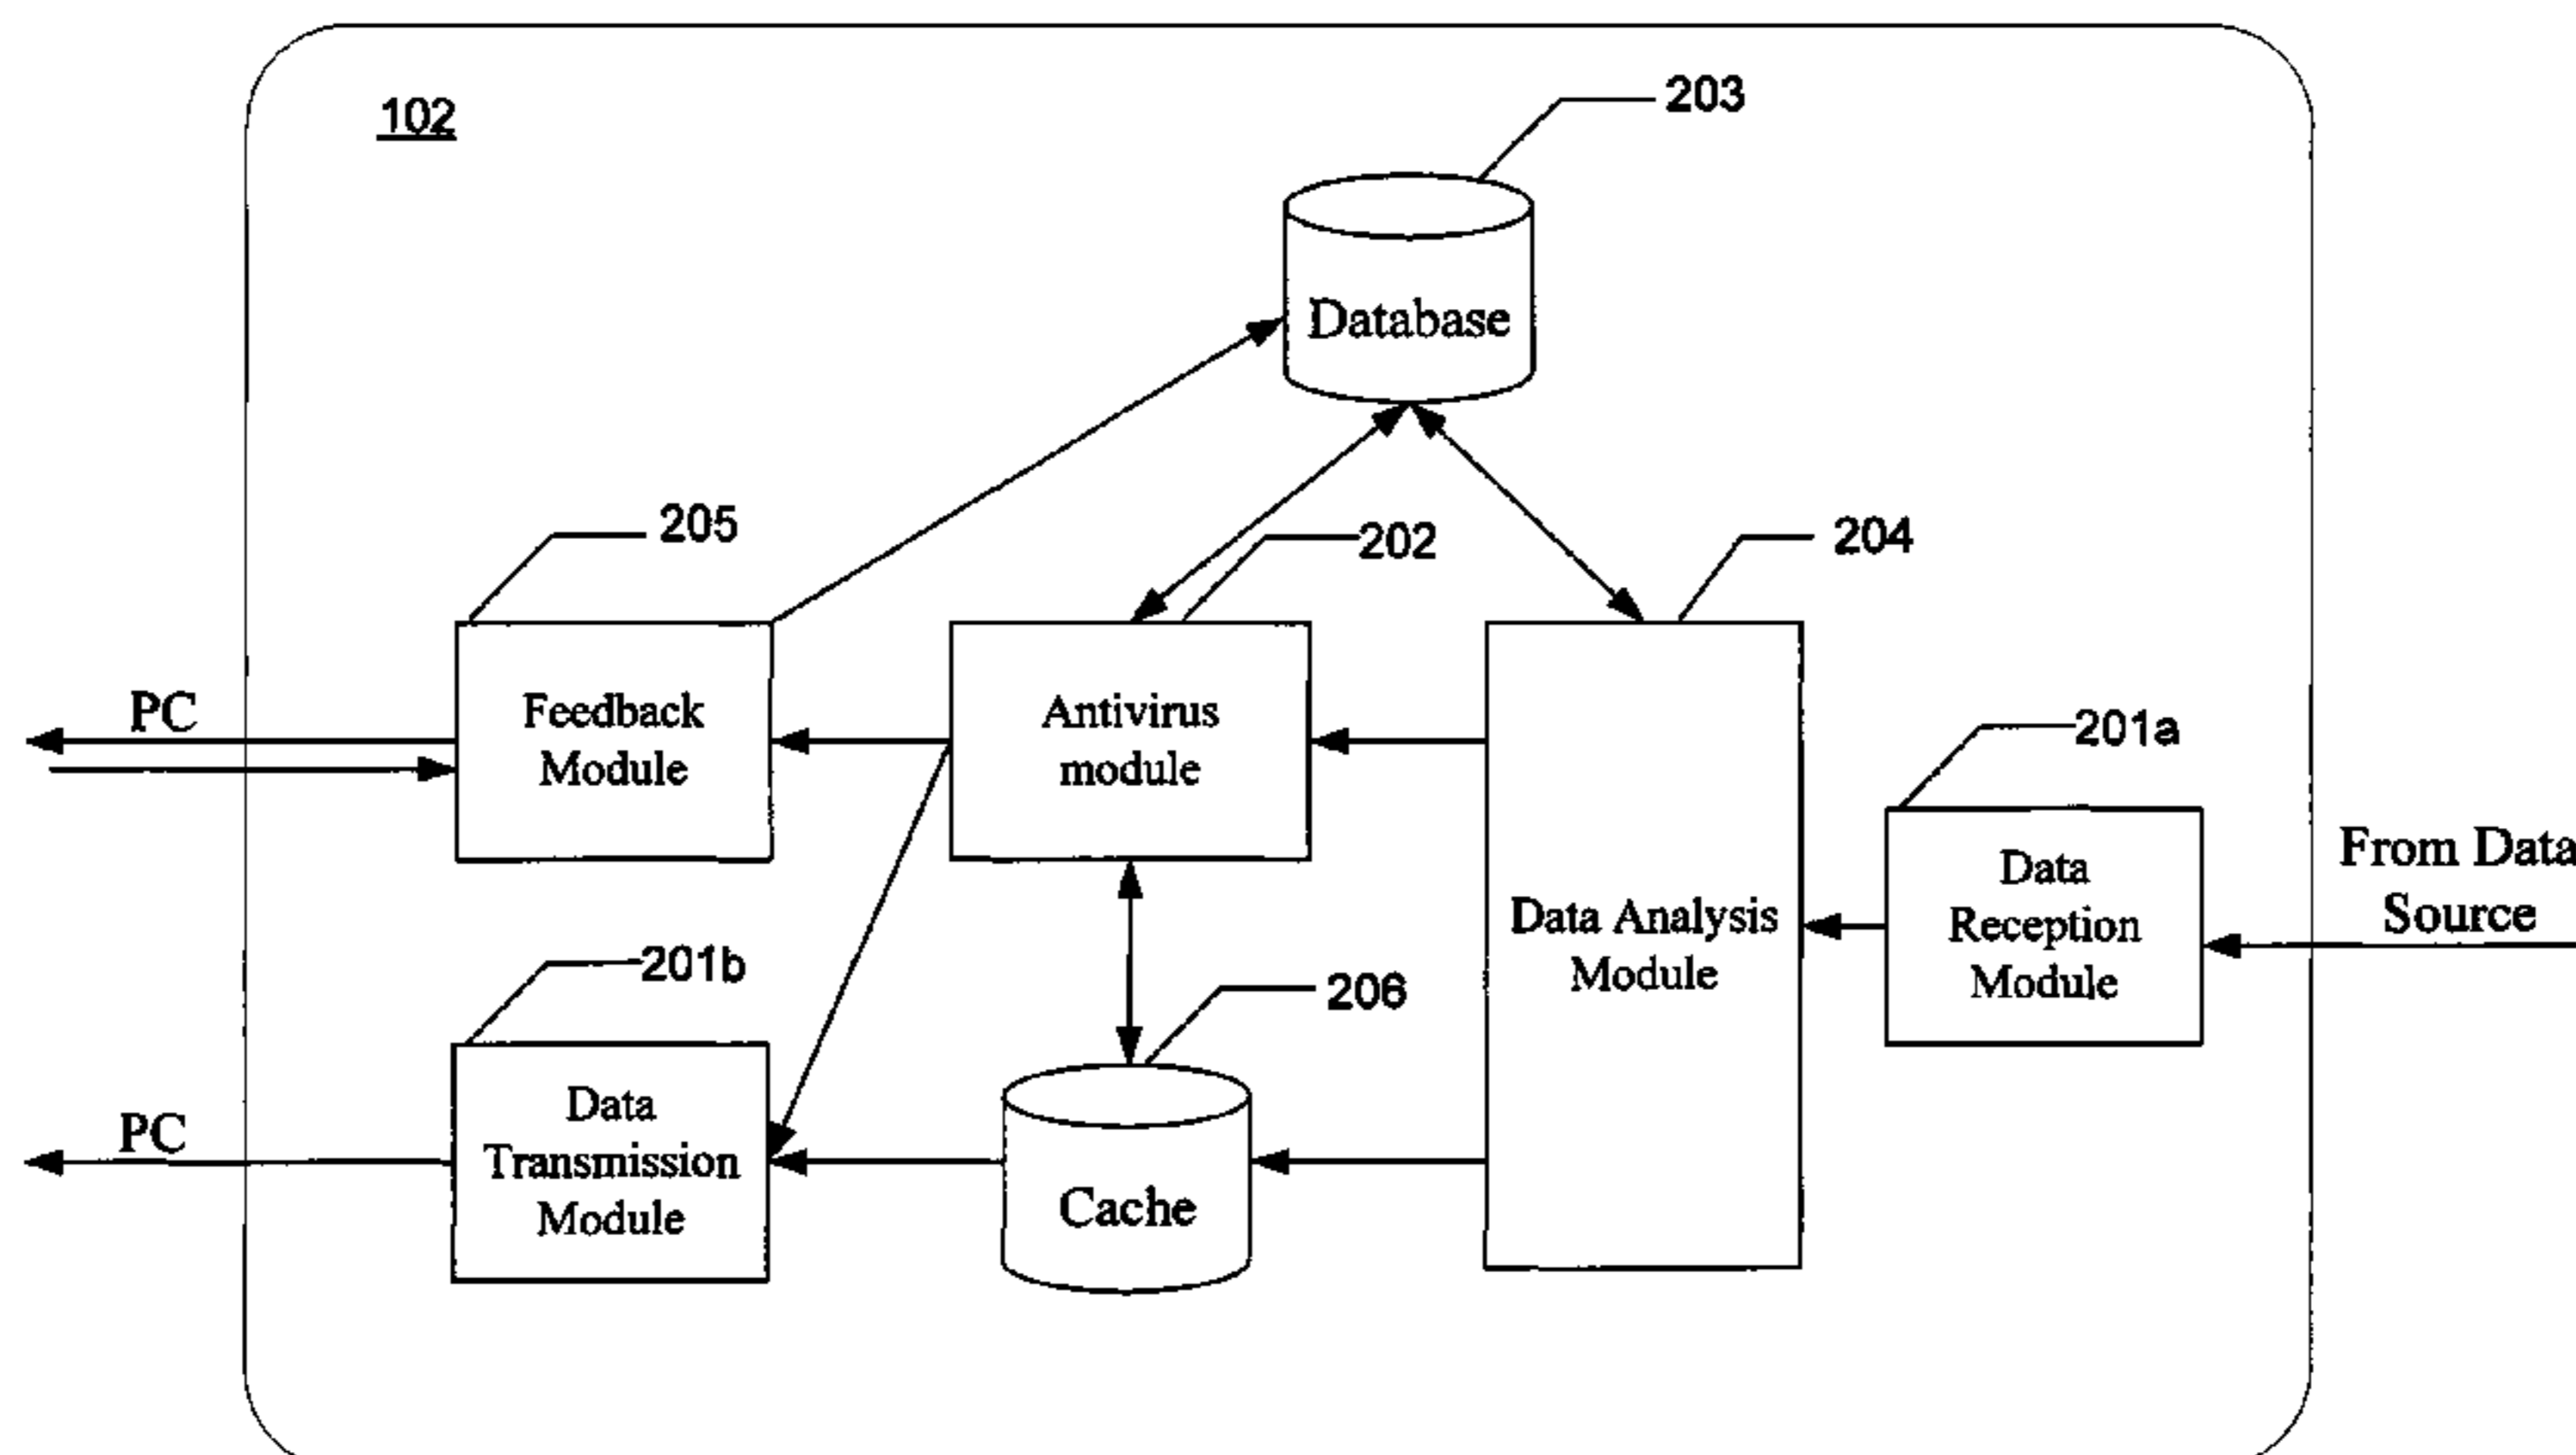 102
203
Database
205
202
204
PC
Feedback
Module
Antivirus
module
201a
Data
Reception
Module
From Data
Source
Data Analysis
Module
201b
206
PC
Data
Transmission
Module
Cache